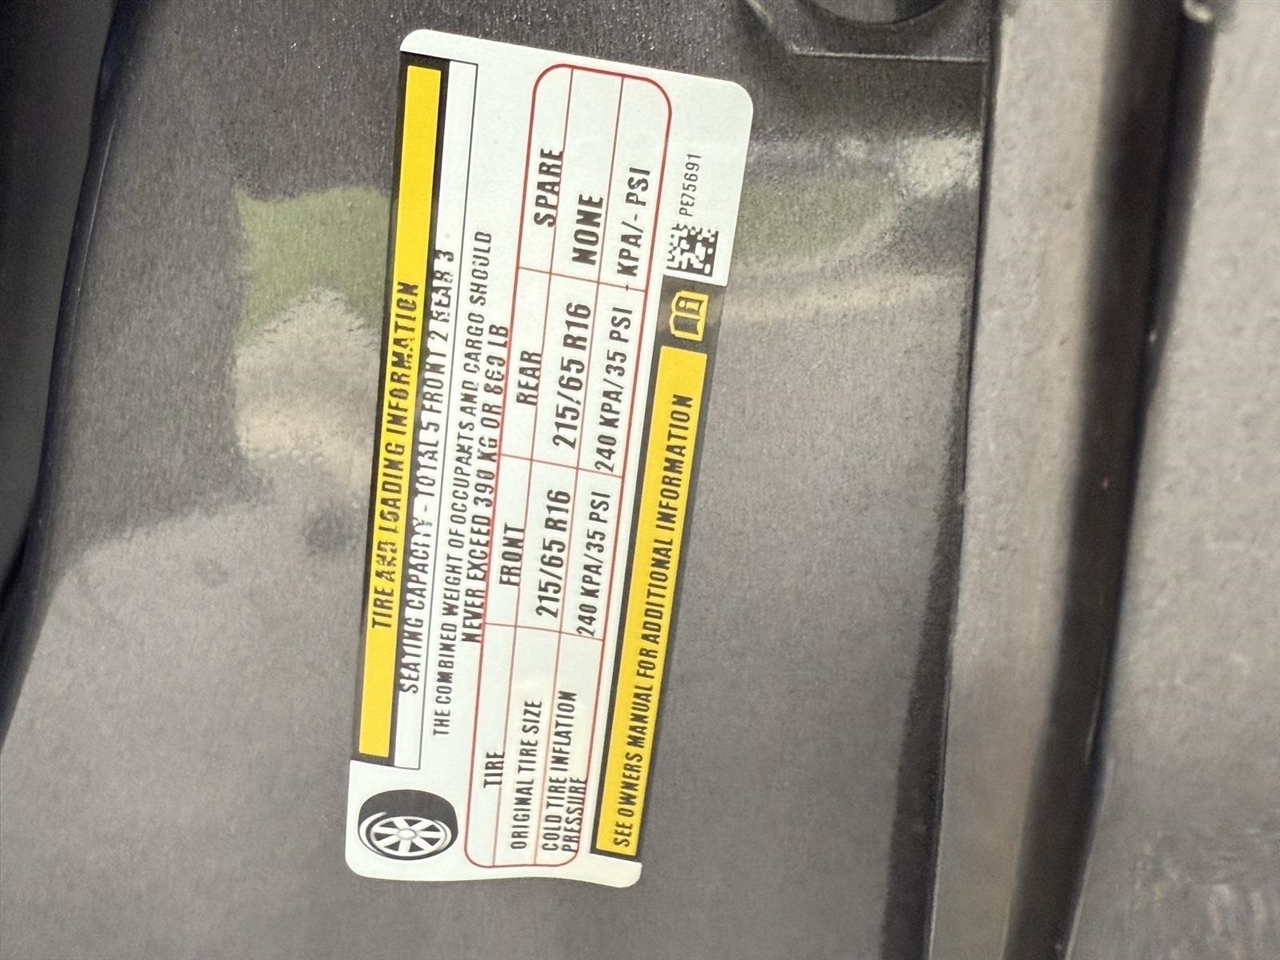 TIRE AND LOADING INFORMATION
SEATING CAPACITY - TOTAL 5 FRONT 2 REAR 3
THE COMBINED WEIGHT OF OCCUPANTS AND CARGO SHOULD
NEVER EXCEED 390 KG OR 860 LB
TIRE FRONT REAR SPARE
ORIGINAL TIRE SIZE 215/65 R16 215/65 R16 NONE
COLD TIRE INFLATION
PRESSURE 240 KPA/35 PSI 240 KPA/35 PSI - KPA/- PSI
SEE OWNERS MANUAL FOR ADDITIONAL INFORMATION
PE75691